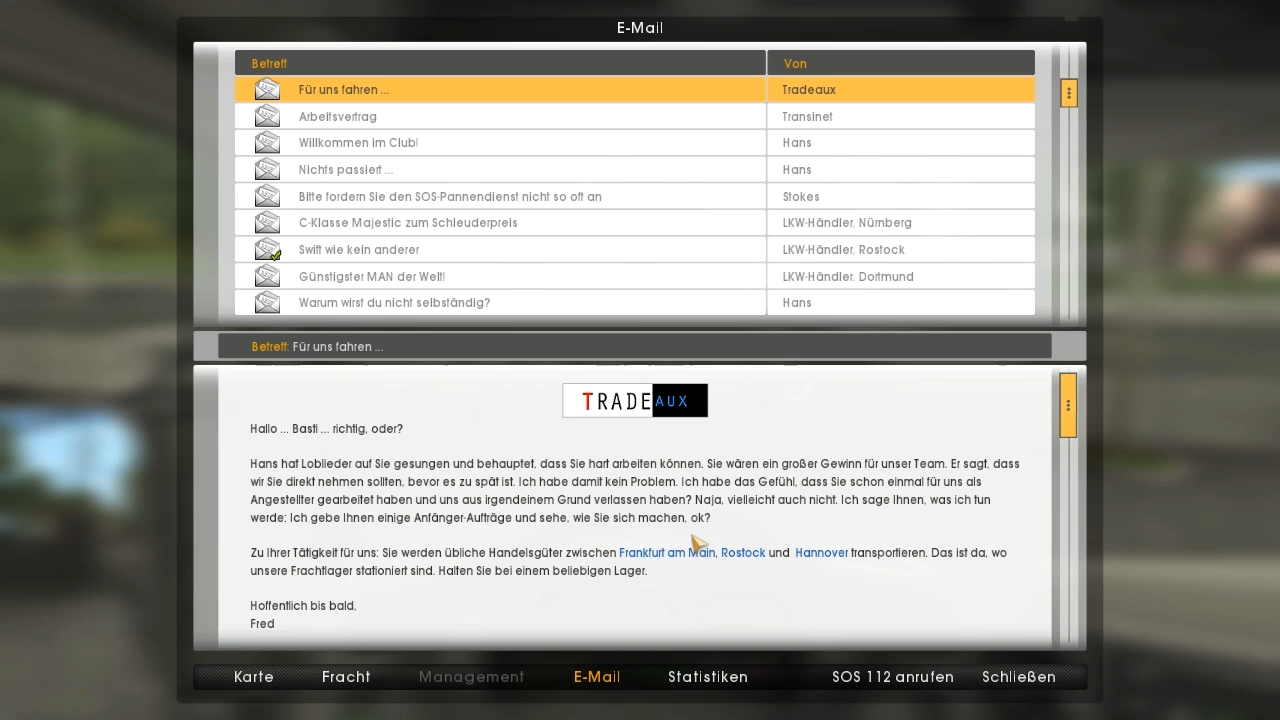 E-Mail
Betreff Von
Für uns fahren ... Tradeaux
Arbeitsvertrag Transinet
Willkommen im Club! Hans
Nichts passiert ... Hans
Bitte fordern Sie den SOS-Pannendienst nicht so oft an Stokes
C-Klasse Majestic zum Schleuderpreis LKW-Händler, Nürnberg
Swift wie kein anderer LKW-Händler, Rostock
Günstigster MAN der Welt! LKW-Händler, Dortmund
Warum wirst du nicht selbständig? Hans
Betreff: Für uns fahren ...
TRADEAUX
Hallo ... Basti ... richtig, oder?
Hans hat Loblieder auf Sie gesungen und behauptet, dass Sie hart arbeiten können. Sie wären ein großer Gewinn für unser Team. Er sagt, dass
wir Sie direkt nehmen sollten, bevor es zu spät ist. Ich habe damit kein Problem. Ich habe das Gefühl, dass Sie schon einmal für uns als
Angestellter gearbeitet haben und uns aus irgendeinem Grund verlassen haben? Naja, vielleicht auch nicht. Ich sage Ihnen, was ich tun
werde: Ich gebe Ihnen einige Anfänger-Aufträge und sehe, wie Sie sich machen, ok?
Zu Ihrer Tätigkeit für uns: Sie werden übliche Handelsgüter zwischen Frankfurt am Main, Rostock und Hannover transportieren. Das ist da, wo
unsere Frachtlager stationiert sind. Halten Sie bei einem beliebigen Lager.
Hoffentlich bis bald,
Fred
Karte Fracht Management E-Mail Statistiken SOS 112 anrufen Schließen